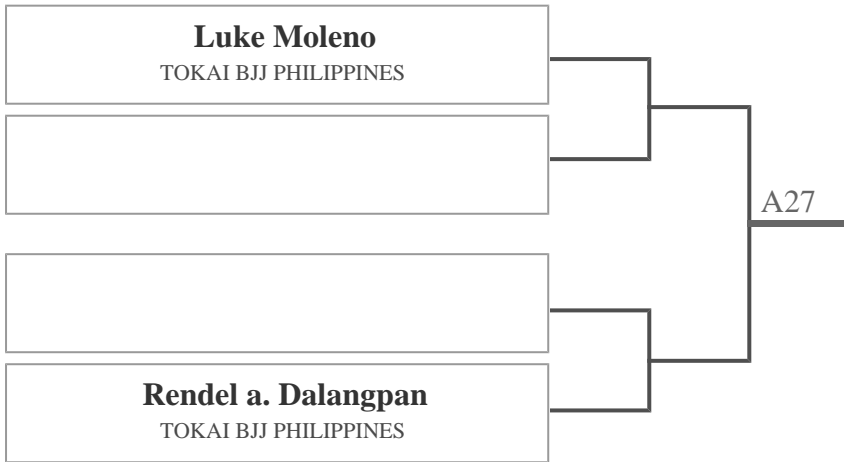 Luke Moleno
TOKAI BJJ PHILIPPINES
A27
Rendel a. Dalangpan
TOKAI BJJ PHILIPPINES